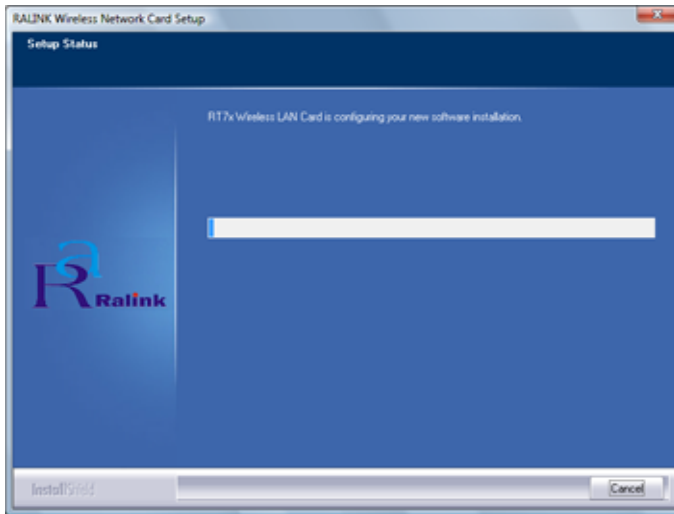 RALINK Wireless Network Card Setup
Setup Status
RT7x Wireless LAN Card is configuring your new software installation.
Ra
Ralink
InstallShield
Cancel